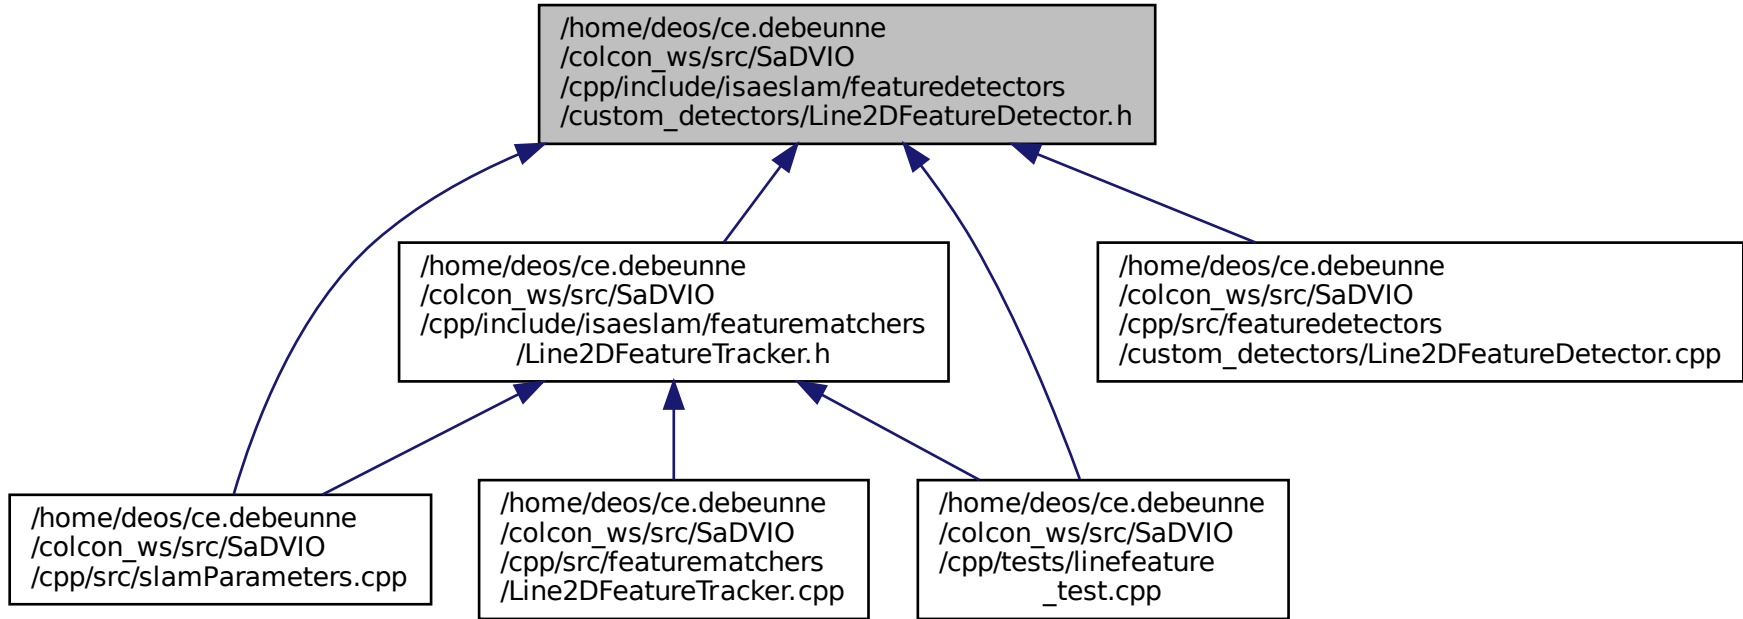 /home/deos/ce.debeunne
/colcon_ws/src/SaDVIO
/cpp/include/isaeslam/featuredetectors
/custom_detectors/Line2DFeatureDetector.h
/home/deos/ce.debeunne
/colcon_ws/src/SaDVIO
/cpp/include/isaeslam/featurematchers
/Line2DFeatureTracker.h
/home/deos/ce.debeunne
/colcon_ws/src/SaDVIO
/cpp/src/featuredetectors
/custom_detectors/Line2DFeatureDetector.cpp
/home/deos/ce.debeunne
/colcon_ws/src/SaDVIO
/cpp/src/slamParameters.cpp
/home/deos/ce.debeunne
/colcon_ws/src/SaDVIO
/cpp/src/featurematchers
/Line2DFeatureTracker.cpp
/home/deos/ce.debeunne
/colcon_ws/src/SaDVIO
/cpp/tests/linefeature
_test.cpp